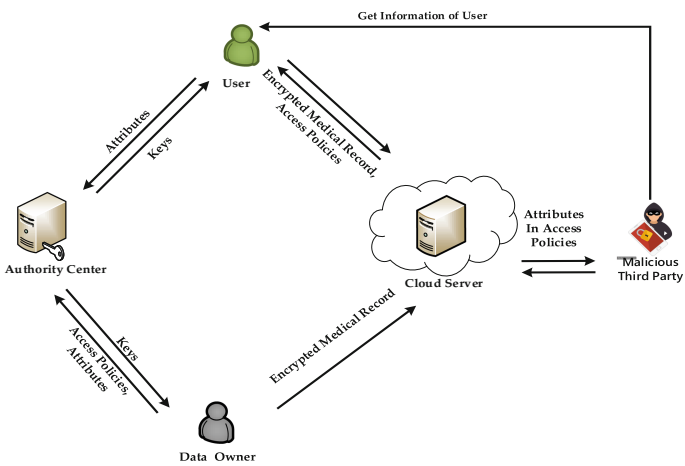 Get Information of User
User
Attributes
Keys
Encrypted Medical Record,
Access Policies
Authority Center
Cloud Server
Attributes
In Access
Policies
Malicious
Third Party
Keys
Access Policies,
Attributes
Encrypted Medical Record
Data Owner